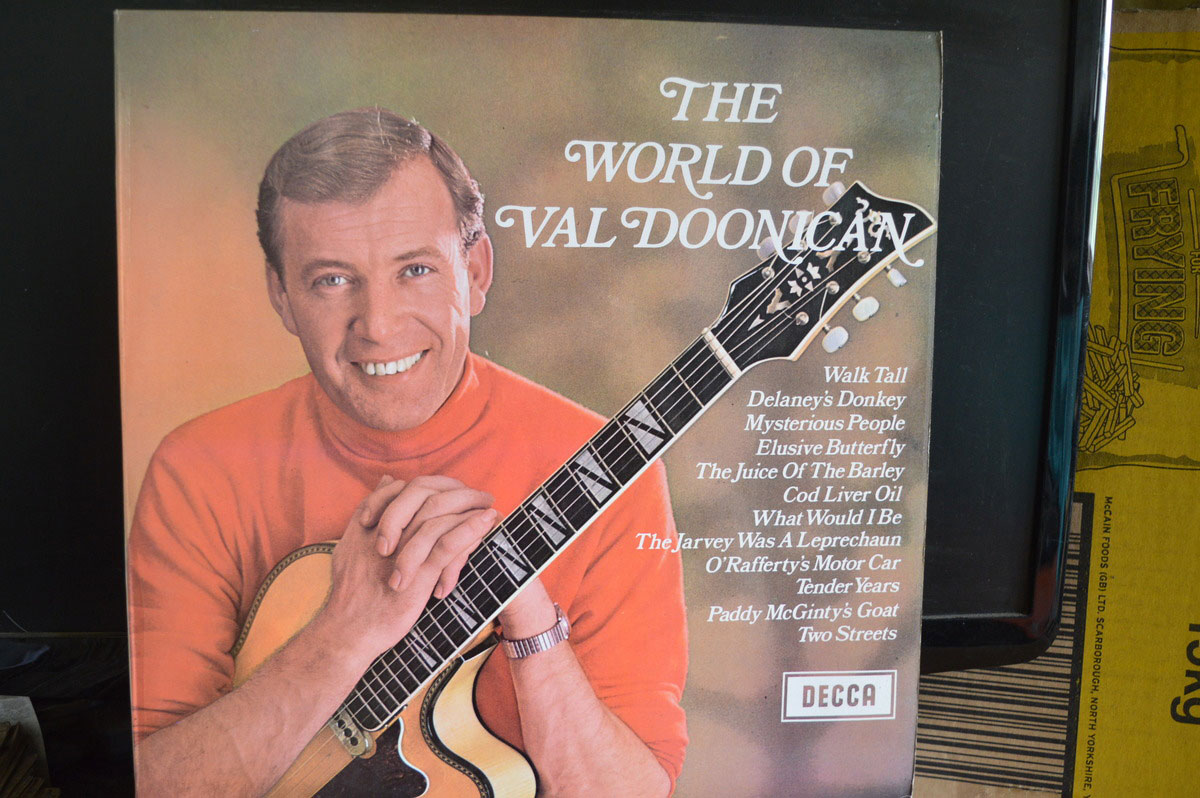 THE
WORLD OF
VAL DOONICAN
Walk Tall
Delaney's Donkey
Mysterious People
Elusive Butterfly
The Juice Of The Barley
Cod Liver Oil
What Would I Be
The Jarvey Was A Leprechaun
O'Rafferty's Motor Car
Tender Years
Paddy McGinty's Goat
Two Streets
DECCA
FRYING
McCAIN FOODS (GB) LTD. SCARBOROUGH, NORTH YORKSHIRE,